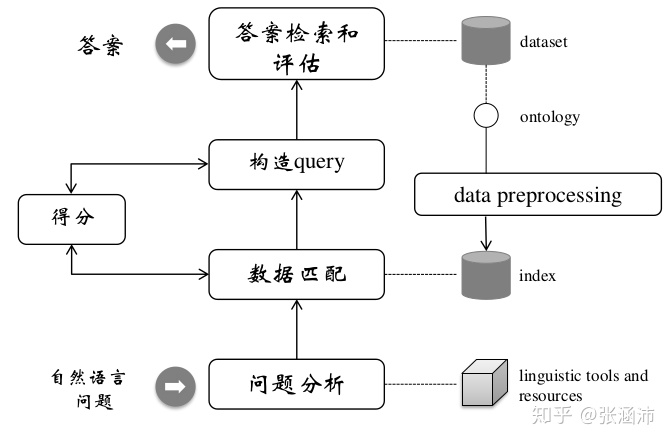 答案
答案检索和
评估
dataset
ontology
构造query
data preprocessing
得分
数据匹配
index
自然语言
问题
问题分析
linguistic tools and
resources
知乎 @张涵沛